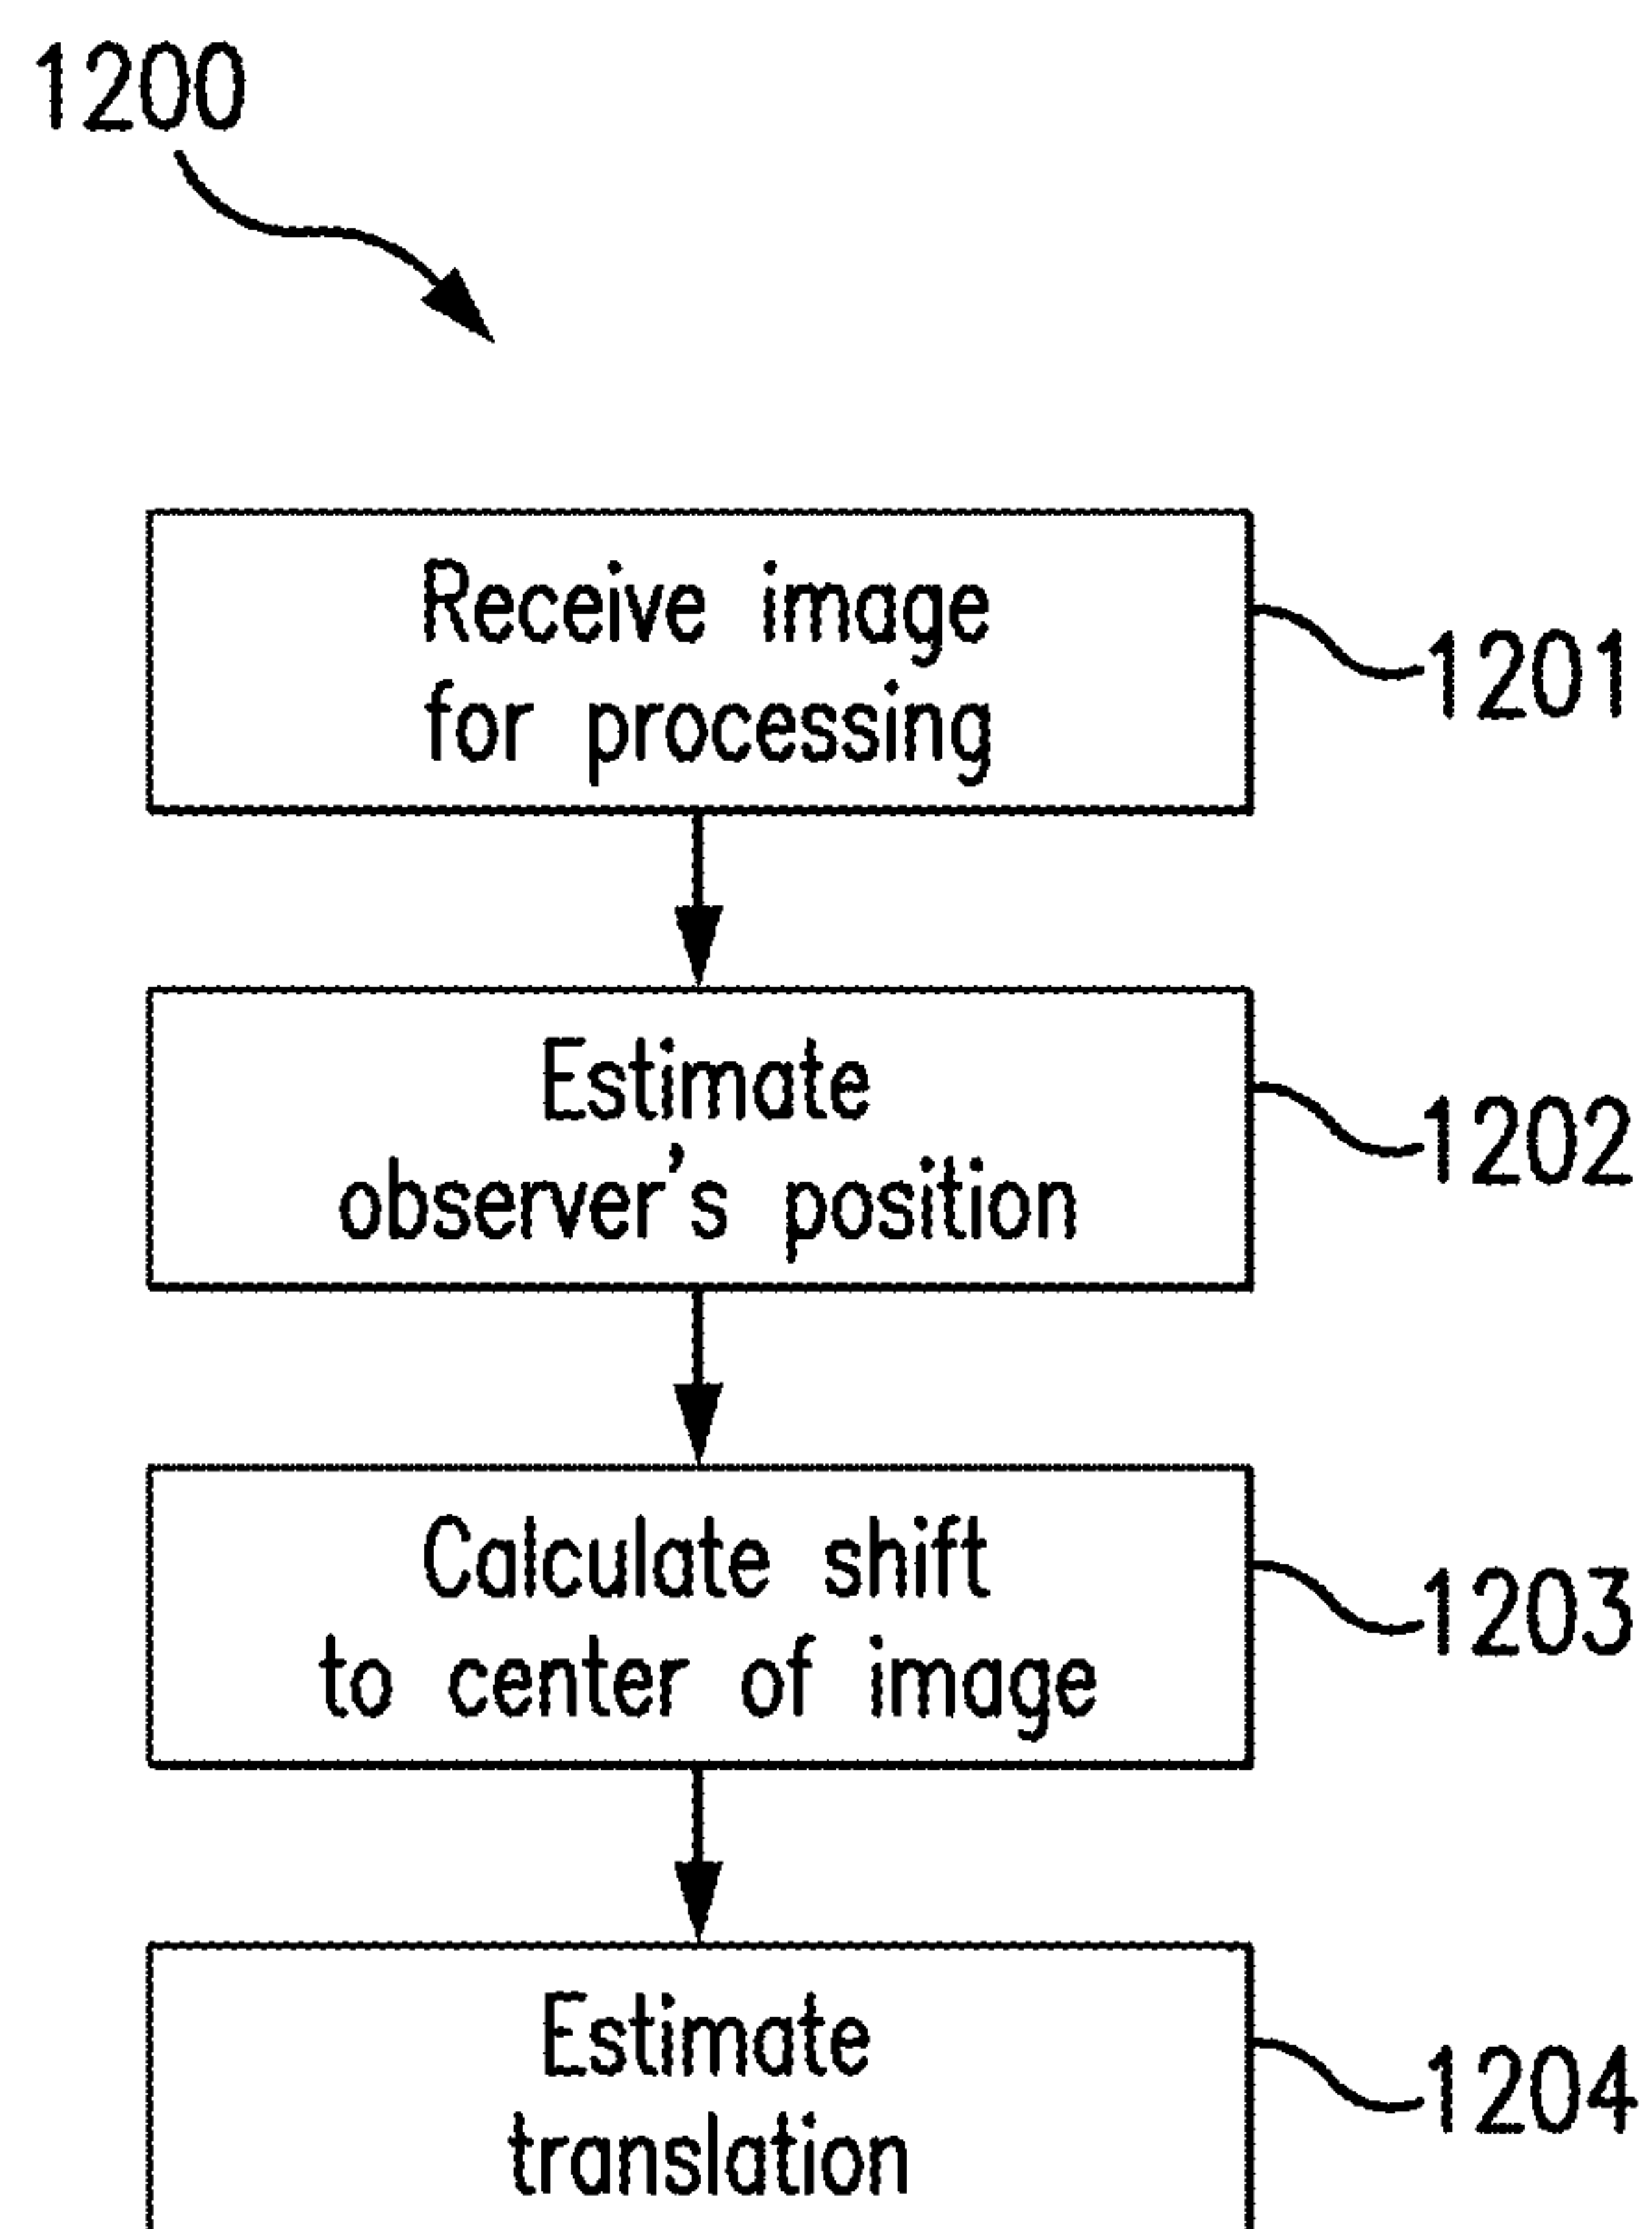 1200
Receive image
for processing
1201
Estimate
observer's position
1202
Calculate shift
to center of image
1203
Estimate
translation
1204